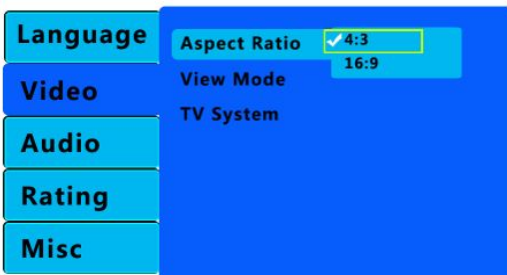 Language
Video
Audio
Rating
Misc
Aspect Ratio
4:3
16:9
View Mode
TV System